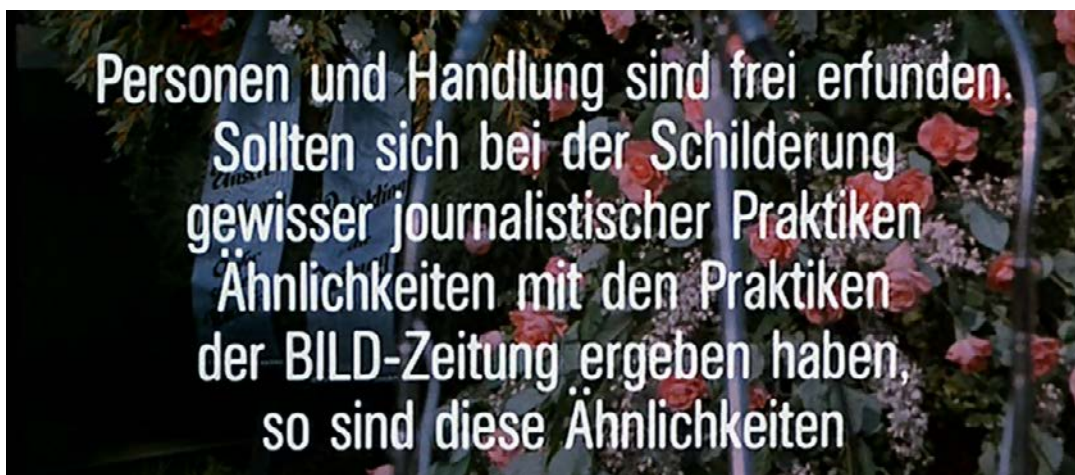 Personen und Handlung sind frei erfunden.
Sollten sich bei der Schilderung
gewisser journalistischer Praktiken
Ähnlichkeiten mit den Praktiken
der BILD-Zeitung ergeben haben,
so sind diese Ähnlichkeiten